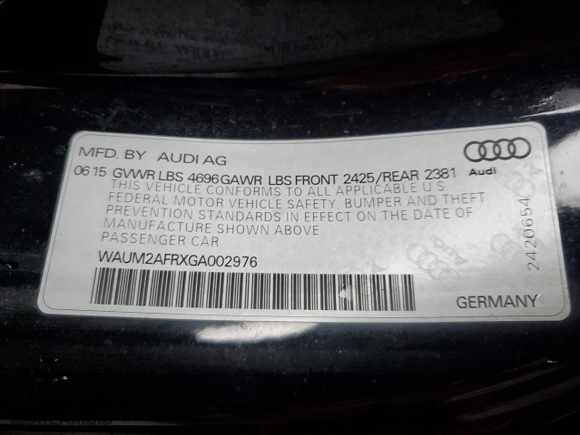 MFD. BY AUDI AG
06 15 GVWR LBS 4696 GAWR LBS FRONT 2425/REAR 2381
Audi
THIS VEHICLE CONFORMS TO ALL APPLICABLE U S
FEDERAL MOTOR VEHICLE SAFETY, BUMPER AND THEFT
PREVENTION STANDARDS IN EFFECT ON THE DATE OF
MANUFACTURE SHOWN ABOVE
PASSENGER CAR
WAUM2AFRXGA002976
2420654
GERMANY